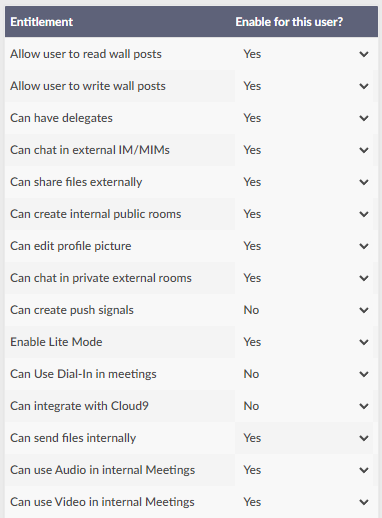 Entitlement Enable for this user?
Allow user to read wall posts Yes
Allow user to write wall posts Yes
Can have delegates Yes
Can chat in external IM/MIMs Yes
Can share files externally Yes
Can create internal public rooms Yes
Can edit profile picture Yes
Can chat in private external rooms Yes
Can create push signals No
Enable Lite Mode Yes
Can Use Dial-In in meetings No
Can integrate with Cloud9 No
Can send files internally Yes
Can use Audio in internal Meetings Yes
Can use Video in internal Meetings Yes